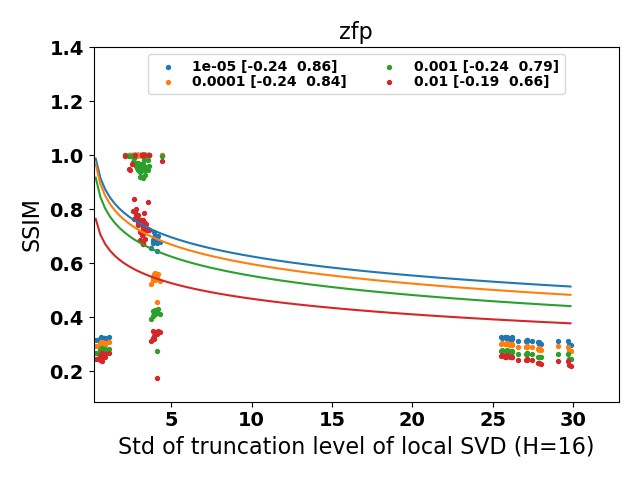 zfp
1e-05 [-0.24  0.86]
0.0001 [-0.24  0.84]
0.001 [-0.24  0.79]
0.01 [-0.19  0.66]
1.4
1.2
1.0
0.8
0.6
0.4
0.2
SSIM
5 10 15 20 25 30
Std of truncation level of local SVD (H=16)